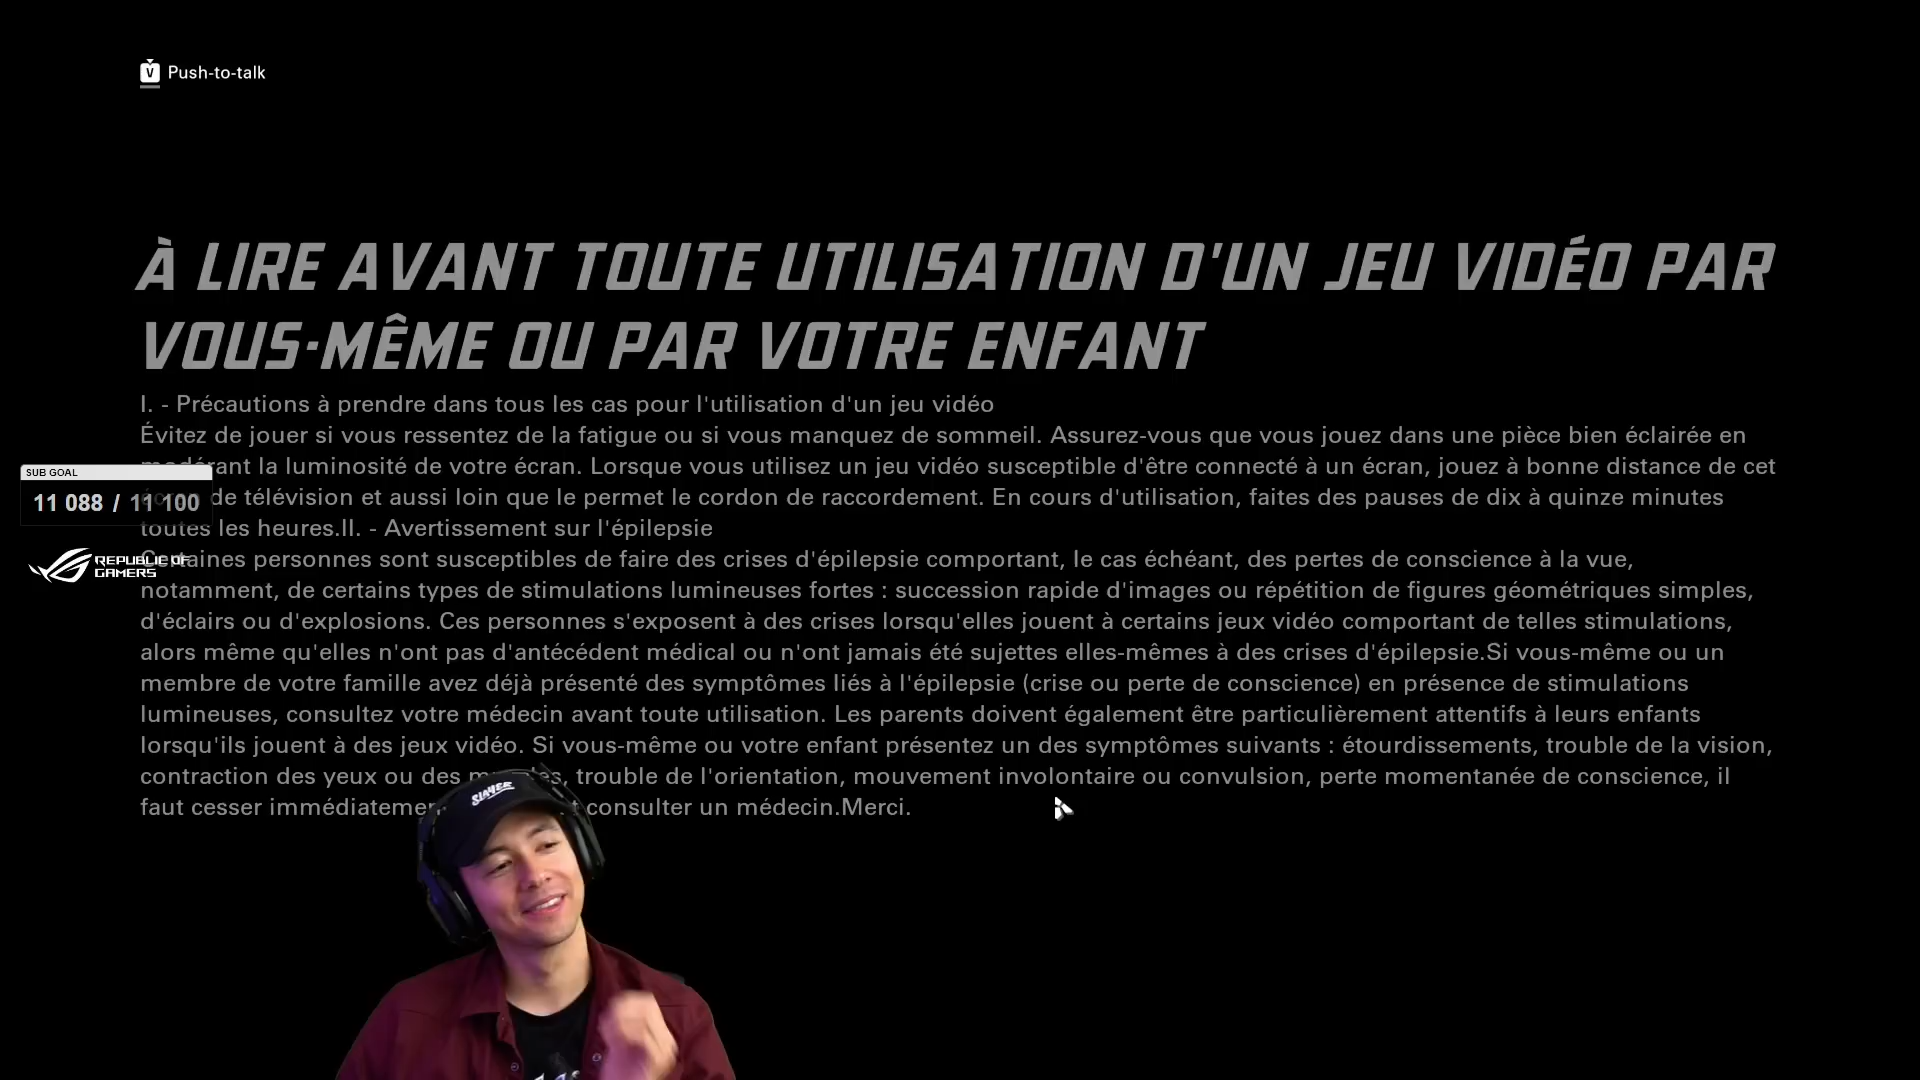 V Push-to-talk
À LIRE AVANT TOUTE UTILISATION D'UN JEU VIDÉO PAR
VOUS-MÊME OU PAR VOTRE ENFANT
I. - Précautions à prendre dans tous les cas pour l'utilisation d'un jeu vidéo
Évitez de jouer si vous ressentez de la fatigue ou si vous manquez de sommeil. Assurez-vous que vous jouez dans une pièce bien éclairée en
modérant la luminosité de votre écran. Lorsque vous utilisez un jeu vidéo susceptible d'être connecté à un écran, jouez à bonne distance de cet
de télévision et aussi loin que le permet le cordon de raccordement. En cours d'utilisation, faites des pauses de dix à quinze minutes
toutes les heures.II. - Avertissement sur l'épilepsie
Certaines personnes sont susceptibles de faire des crises d'épilepsie comportant, le cas échéant, des pertes de conscience à la vue,
notamment, de certains types de stimulations lumineuses fortes : succession rapide d'images ou répétition de figures géométriques simples,
d'éclairs ou d'explosions. Ces personnes s'exposent à des crises lorsqu'elles jouent à certains jeux vidéo comportant de telles stimulations,
alors même qu'elles n'ont pas d'antécédent médical ou n'ont jamais été sujettes elles-mêmes à des crises d'épilepsie.Si vous-même ou un
membre de votre famille avez déjà présenté des symptômes liés à l'épilepsie (crise ou perte de conscience) en présence de stimulations
lumineuses, consultez votre médecin avant toute utilisation. Les parents doivent également être particulièrement attentifs à leurs enfants
lorsqu'ils jouent à des jeux vidéo. Si vous-même ou votre enfant présentez un des symptômes suivants : étourdissements, trouble de la vision,
contraction des yeux ou des trouble de l'orientation, mouvement involontaire ou convulsion, perte momentanée de conscience, il
faut cesser consulter un médecin.Merci.
SUB GOAL
11 088 / 11 100
REPUBLIC OF
GAMERS
SLAYER